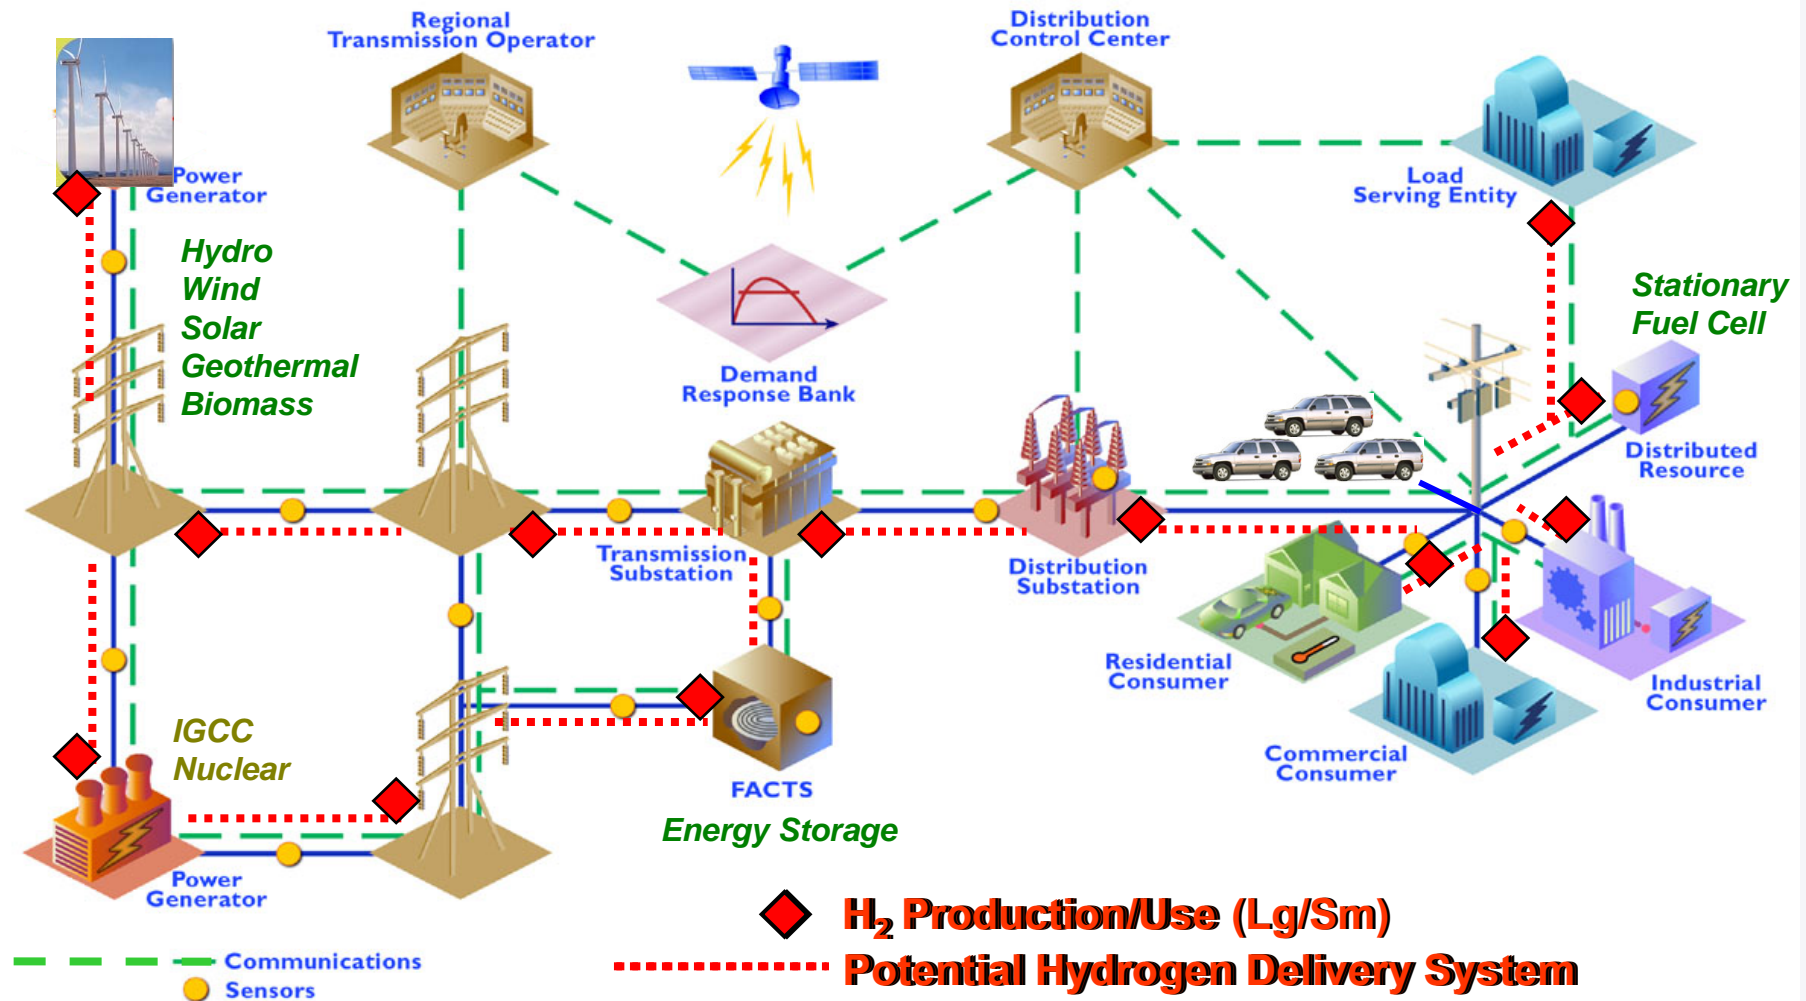 Regional
Transmission Operator
Distribution
Control Center
Power
Generator
Load
Serving Entity
Hydro
Wind
Solar
Geothermal
Biomass
Stationary
Fuel Cell
Demand
Response Bank
Distributed
Resource
Transmission
Substation
Distribution
Substation
Residential
Consumer
Industrial
Consumer
IGCC
Nuclear
Commercial
Consumer
FACTS
Energy Storage
Power
Generator
H₂ Production/Use (Lg/Sm)
Potential Hydrogen Delivery System
Communications
Sensors